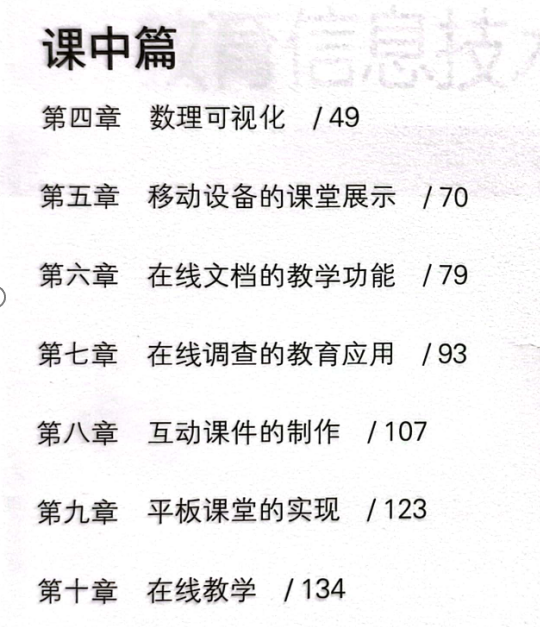 课中篇
第四章 数理可视化 / 49
第五章 移动设备的课堂展示 / 70
第六章 在线文档的教学功能 / 79
第七章 在线调查的教育应用 / 93
第八章 互动课件的制作 / 107
第九章 平板课堂的实现 / 123
第十章 在线教学 / 134